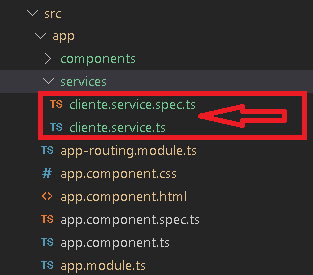 src
app
components
services
TS cliente.service.spec.ts
TS cliente.service.ts
TS app-routing.module.ts
# app.component.css
<> app.component.html
TS app.component.spec.ts
TS app.component.ts
TS app.module.ts